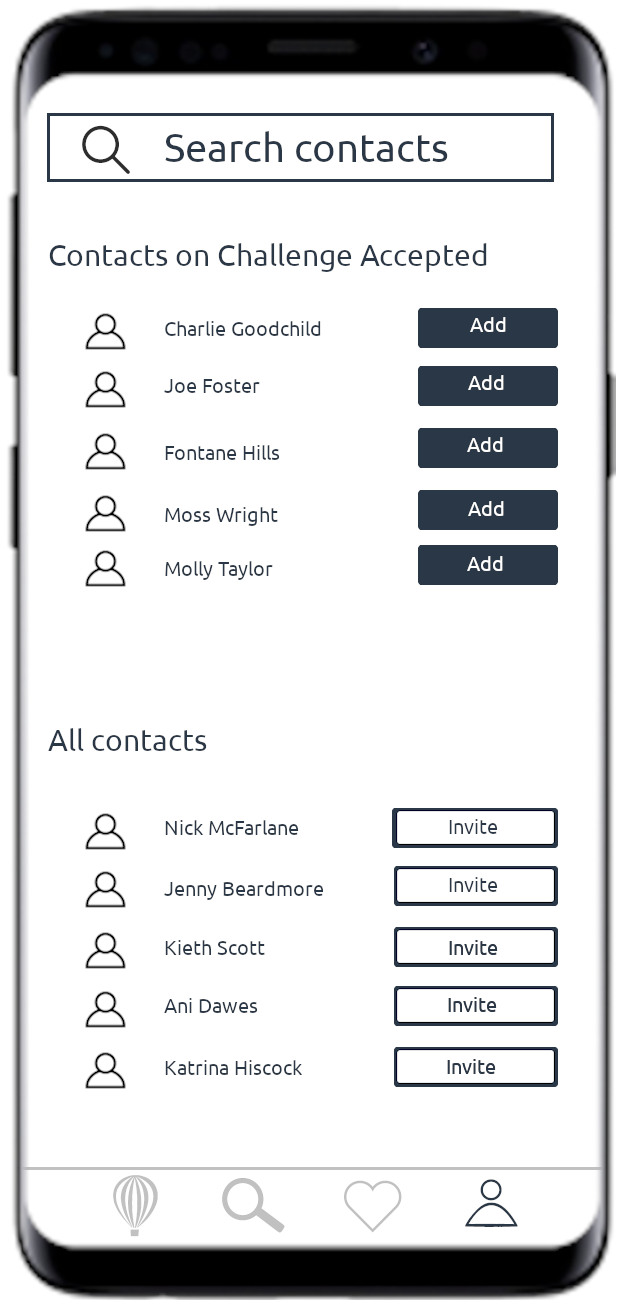 Search contacts
Contacts on Challenge Accepted
Charlie Goodchild Add
Joe Foster Add
Fontane Hills Add
Moss Wright Add
Molly Taylor Add
All contacts
Nick McFarlane Invite
Jenny Beardmore Invite
Kieth Scott Invite
Ani Dawes Invite
Katrina Hiscock Invite